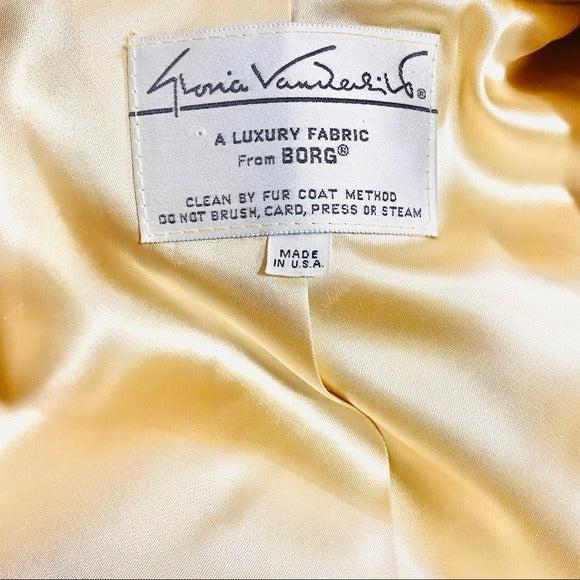 Gloria Vanderbilt®
A LUXURY FABRIC
From BORG®
CLEAN BY FUR COAT METHOD
DO NOT BRUSH, CARD, PRESS OR STEAM
MADE
IN U.S.A.